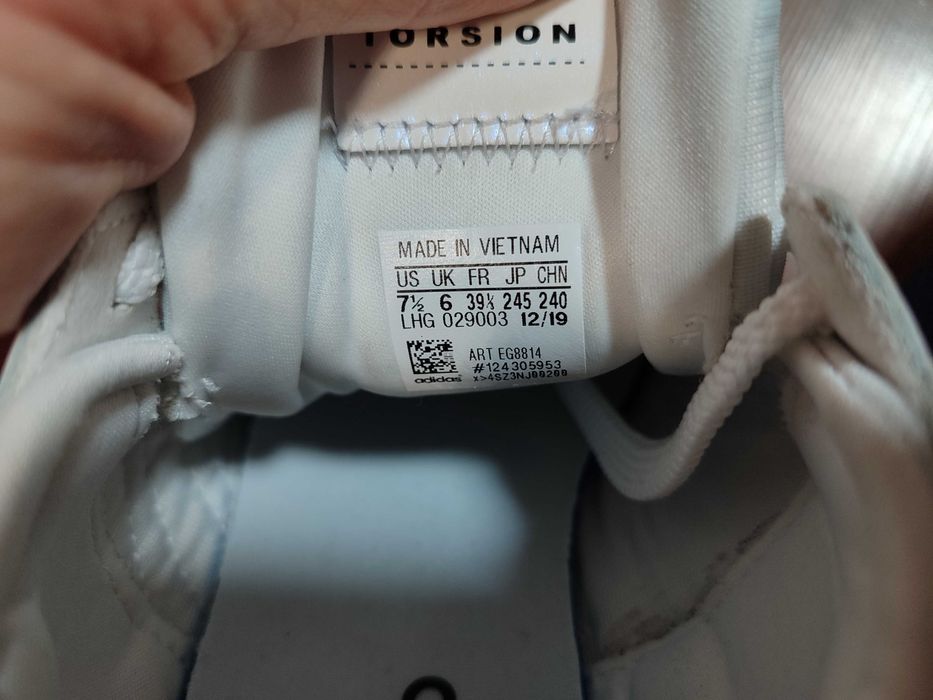 TORSION
MADE IN VIETNAM
US UK FR JP CHN
7½ 6 39⅓ 245 240
LHG 029003 12/19
ART EG8814
#124305953
adidas X>4SZ3NJ00200